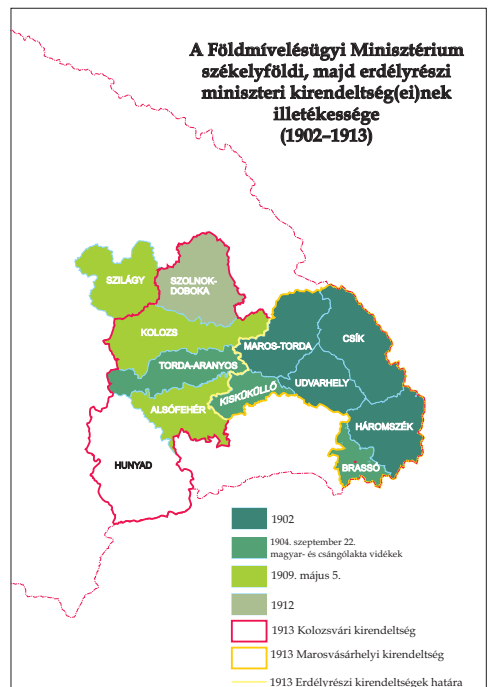 A Földmívelésügyi Minisztérium
székelyföldi, majd erdélyrészi
miniszteri kirendeltség(ei)nek
illetékessége
(1902–1913)
SZILÁGY
SZOLNOK-
DOBOKA
KOLOZS
MAROS-TORDA
CSÍK
TORDA-ARANYOS
UDVARHELY
KISKÜKÜLLŐ
ALSÓFEHÉR
HÁROMSZÉK
HUNYAD
BRASSÓ
1902
1904. szeptember 22.
magyar- és csángólakta vidékek
1909. május 5.
1912
1913 Kolozsvári kirendeltség
1913 Marosvásárhelyi kirendeltség
1913 Erdélyrészi kirendeltségek határa